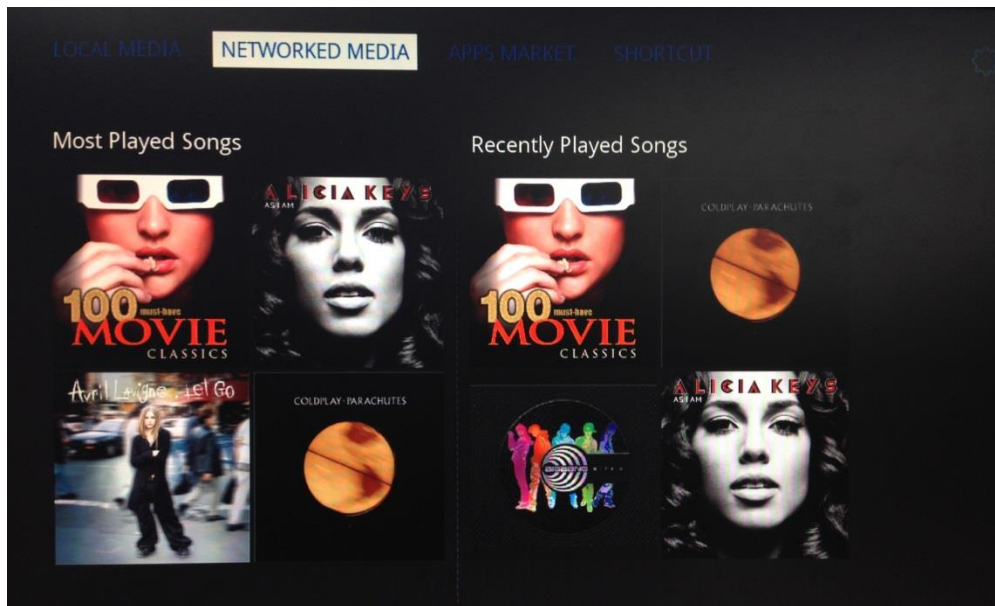 LOCAL MEDIA NETWORKED MEDIA APPS MARKET SHORTCUT
Most Played Songs
Recently Played Songs
100 must-have
MOVIE
CLASSICS
ALICIA KEYS
AS I AM
100 must-have
MOVIE
CLASSICS
COLDPLAY·PARACHUTES
Avril Lavigne. Let Go
COLDPLAY·PARACHUTES
ALICIA KEYS
AS I AM